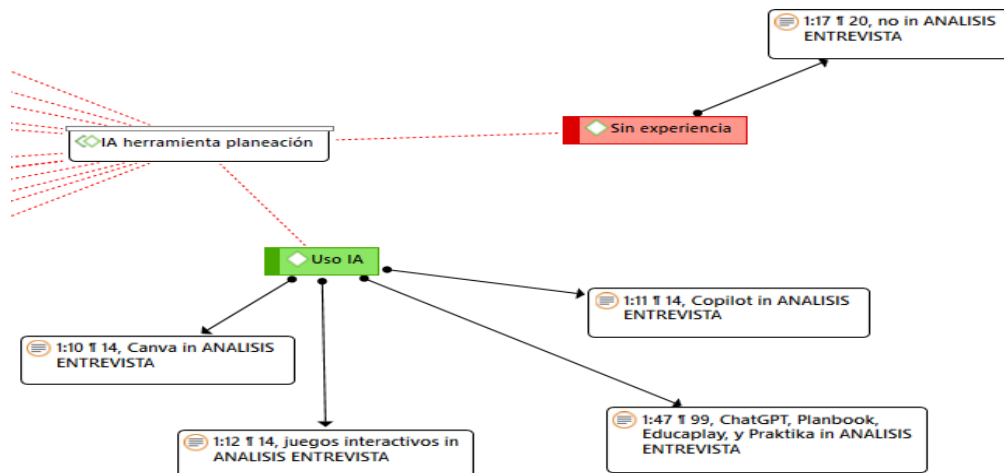 1:17 ¶ 20, no in ANALISIS
ENTREVISTA
IA herramienta planeación
Sin experiencia
Uso IA
1:11 ¶ 14, Copilot in ANALISIS
ENTREVISTA
1:10 ¶ 14, Canva in ANALISIS
ENTREVISTA
1:47 ¶ 99, ChatGPT, Planbook,
Educaplay, y Praktika in ANALISIS
ENTREVISTA
1:12 ¶ 14, juegos interactivos in
ANALISIS ENTREVISTA